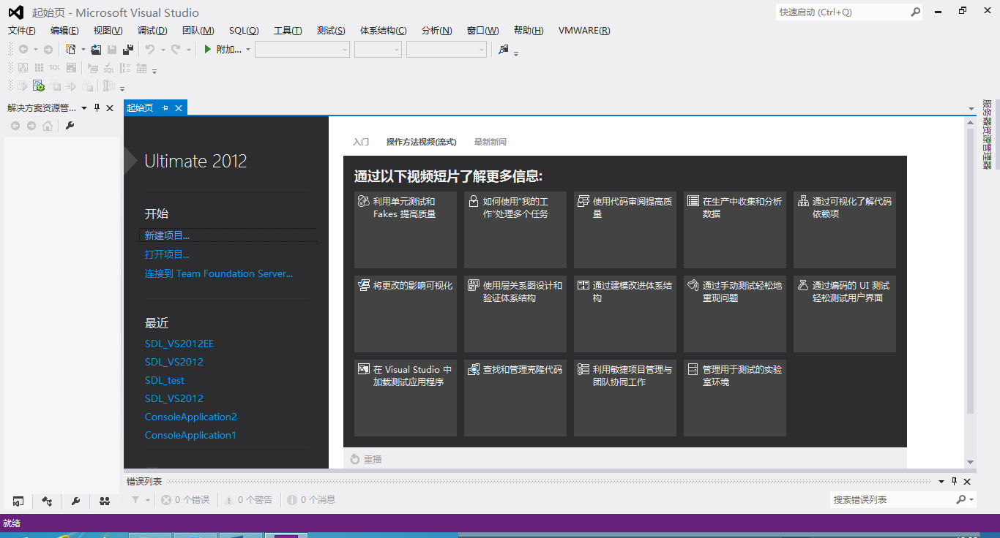 起始页 - Microsoft Visual Studio
快速启动 (Ctrl+Q)
文件(F) 编辑(E) 视图(V) 调试(D) 团队(M) SQL(Q) 工具(T) 测试(S) 体系结构(C) 分析(N) 窗口(W) 帮助(H) VMWARE(R)
附加...
SQL
SQL
解决方案资源管...
起始页
服务器资源管理器
Ultimate 2012
开始
新建项目...
打开项目...
连接到 Team Foundation Server...
最近
SDL_VS2012EE
SDL_VS2012
SDL_test
SDL_VS2012
ConsoleApplication2
ConsoleApplication1
入门 操作方法视频(流式) 最新新闻
通过以下视频短片了解更多信息:
利用单元测试和
Fakes 提高质量
如何使用“我的工
作”处理多个任务
使用代码审阅提高质
量
在生产中收集和分析
数据
通过可视化了解代码
依赖项
将更改的影响可视化
使用层关系图设计和
验证体系结构
通过建模改进体系结
构
通过手动测试轻松地
重现问题
通过编码的 UI 测试
轻松测试用户界面
在 Visual Studio 中
加载测试应用程序
查找和管理克隆代码
利用敏捷项目管理与
团队协同工作
管理用于测试的实验
室环境
重播
错误列表
0 个错误 0 个警告 0 个消息
搜索错误列表
就绪